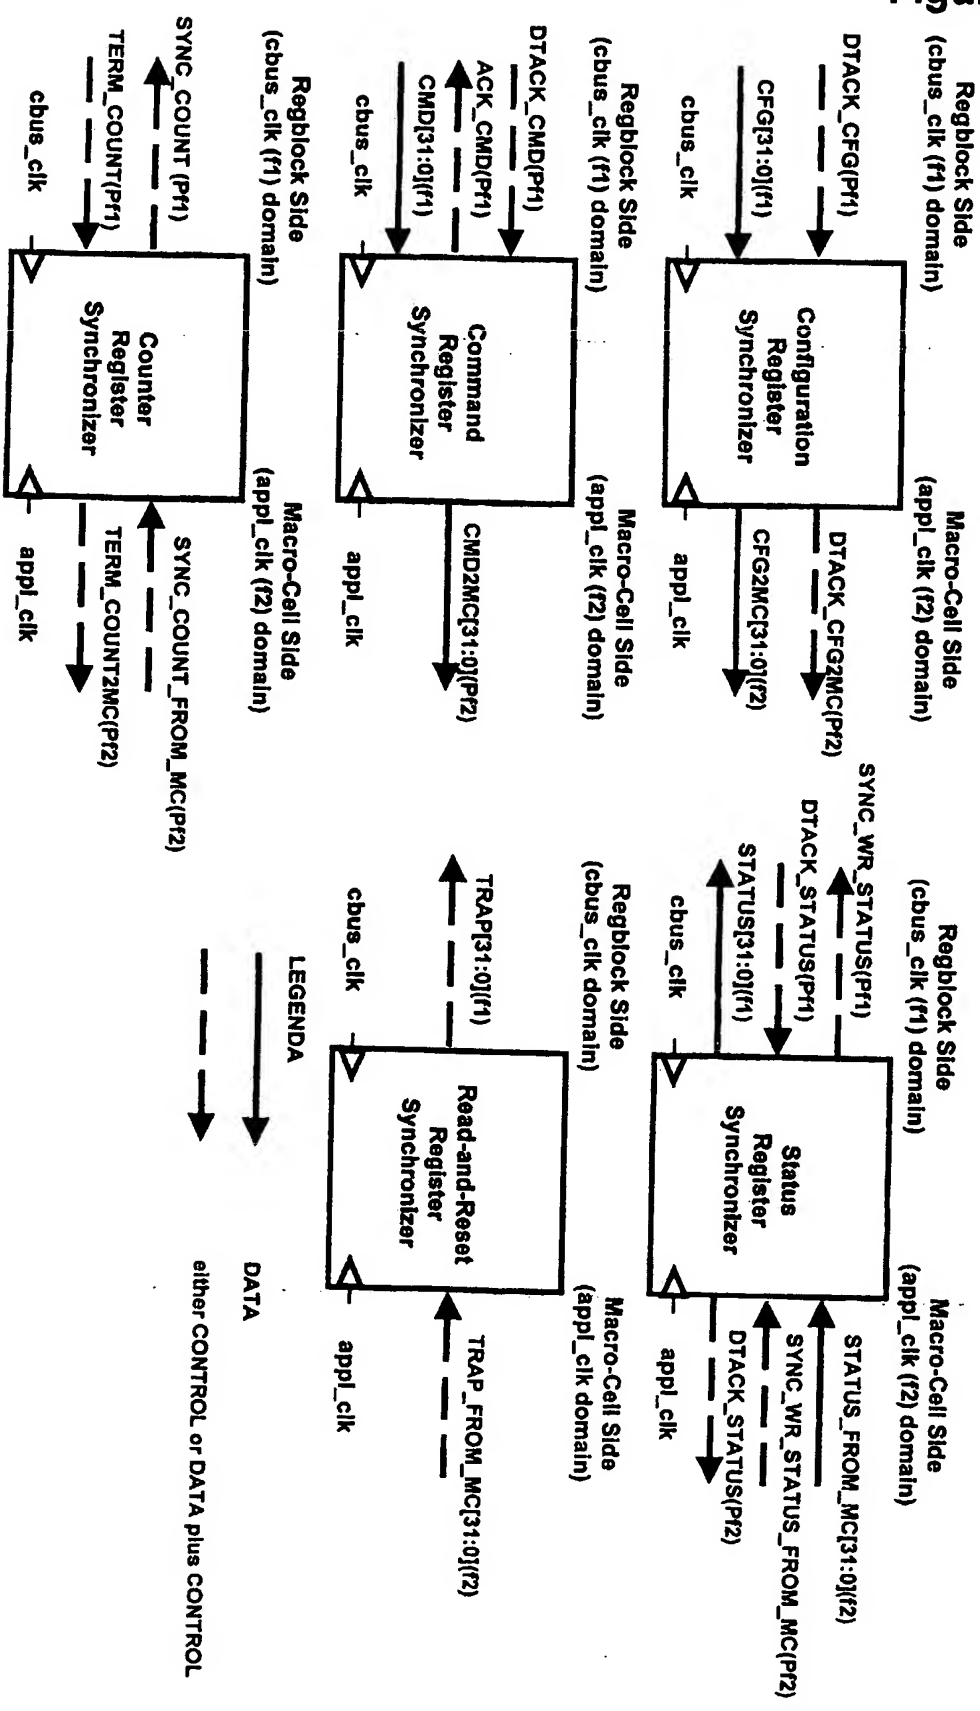 Regblock Side
(cbus_clk (f1) domain)
Macro-Cell Side
(appl_clk (f2) domain)
DTACK_CFG(Pf1)
CFG[31:0](f1)
cbus_clk
Configuration
Register
Synchronizer
DTACK_CFG2MC(Pf2)
CFG2MC[31:0](f2)
appl_clk
Regblock Side
(cbus_clk (f1) domain)
Macro-Cell Side
(appl_clk (f2) domain)
SYNC_WR_STATUS(Pf1)
DTACK_STATUS(Pf1)
STATUS[31:0](f1)
cbus_clk
Status
Register
Synchronizer
STATUS_FROM_MC[31:0](f2)
SYNC_WR_STATUS_FROM_MC(Pf2)
DTACK_STATUS(Pf2)
appl_clk
Regblock Side
(cbus_clk (f1) domain)
Macro-Cell Side
(appl_clk (f2) domain)
DTACK_CMD(Pf1)
ACK_CMD(Pf1)
CMD[31:0](f1)
cbus_clk
Command
Register
Synchronizer
CMD2MC[31:0](Pf2)
appl_clk
Regblock Side
(cbus_clk domain)
Macro-Cell Side
(appl_clk domain)
TRAP[31:0](f1)
cbus_clk
Read-and-Reset
Register
Synchronizer
TRAP_FROM_MC[31:0](f2)
appl_clk
Regblock Side
(cbus_clk (f1) domain)
Macro-Cell Side
(appl_clk (f2) domain)
SYNC_COUNT (Pf1)
TERM_COUNT(Pf1)
cbus_clk
Counter
Register
Synchronizer
SYNC_COUNT_FROM_MC(Pf2)
TERM_COUNT2MC(Pf2)
appl_clk
LEGENDA
DATA
either CONTROL or DATA plus CONTROL